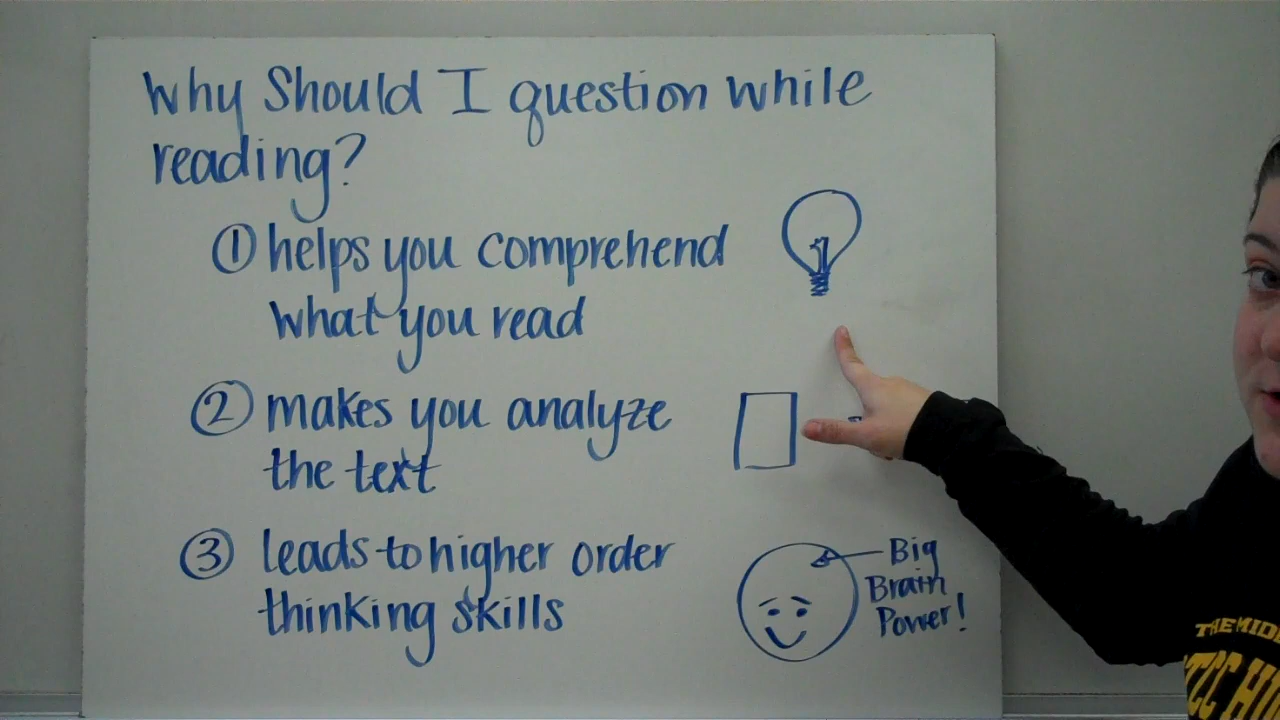 Why Should I question while
reading?
① helps you comprehend
what you read
② makes you analyze
the text
③ leads to higher order
thinking skills
Big
Brain
Power!